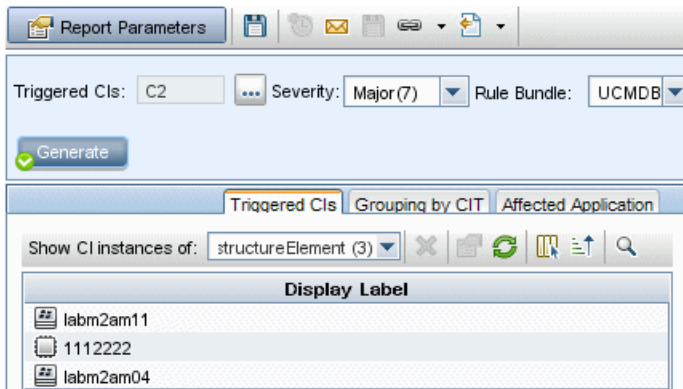 Report Parameters
Triggered CIs: C2 ... Severity: Major(7) Rule Bundle: UCMDB
Generate
Triggered CIs Grouping by CIT Affected Application
Show CI instances of: structureElement (3)
Display Label
labm2am11
1112222
labm2am04